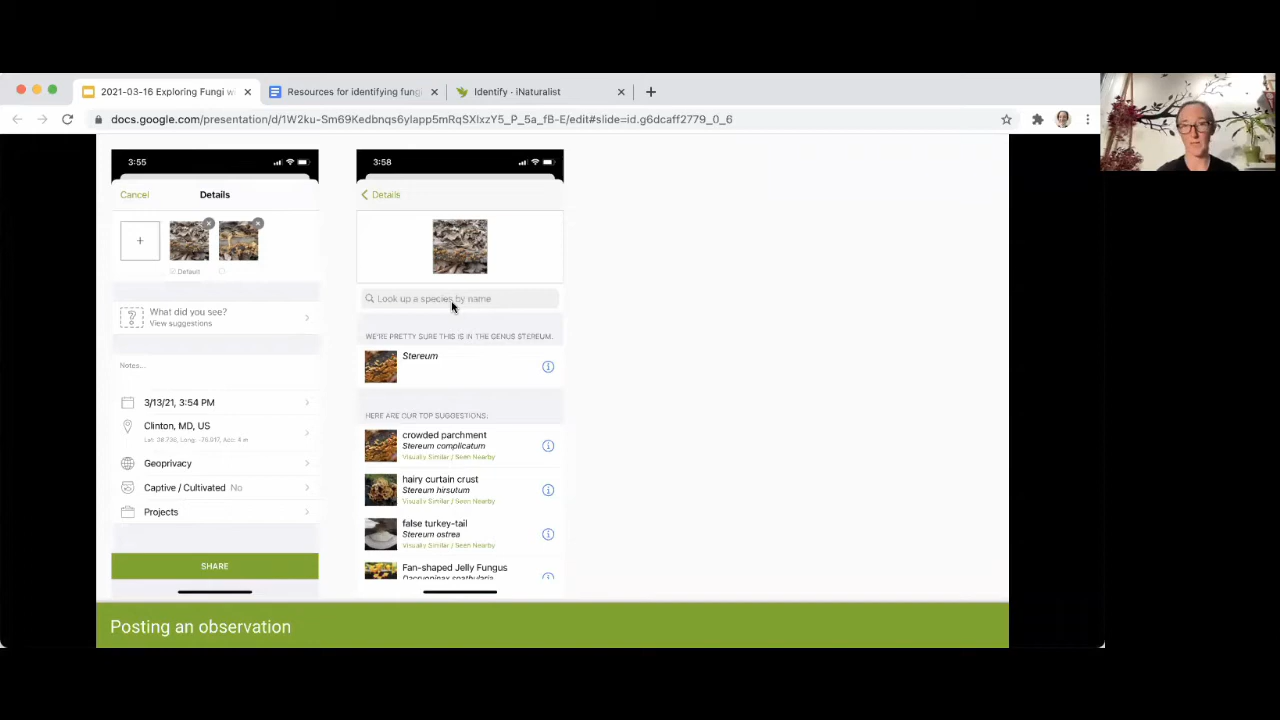 2021-03-16 Exploring Fungi w
Resources for identifying fungi
Identify · iNaturalist
docs.google.com/presentation/d/1W2ku-Sm69Kedbnqs6ylapp5mRqSXlxzY5_P_5a_fB-E/edit#slide=id.g6dcaff2779_0_6
3:55
Cancel
Details
Default
What did you see?
View suggestions
Notes...
3/13/21, 3:54 PM
Clinton, MD, US
Acc: 4 m
Geoprivacy
Captive / Cultivated No
Projects
SHARE
3:58
Details
Look up a species by name
WE'RE PRETTY SURE THIS IS IN THE GENUS STEREUM.
Stereum
HERE ARE OUR TOP SUGGESTIONS:
crowded parchment
Stereum complicatum
Visually Similar / Seen Nearby
hairy curtain crust
Stereum hirsutum
Visually Similar / Seen Nearby
false turkey-tail
Stereum ostrea
Visually Similar / Seen Nearby
Fan-shaped Jelly Fungus
Dacryopinax spathularia
Posting an observation